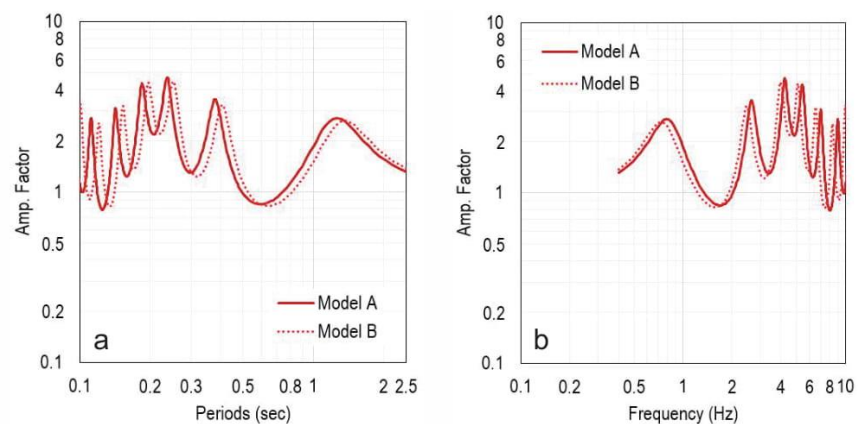 10
8
6
4
2
1
0.5
0.2
0.1
Amp. Factor
Model A
Model B
a
0.1 0.2 0.3 0.5 0.8 1 2 2.5
Periods (sec)
10
8
6
4
2
1
0.5
0.2
0.1
Amp. Factor
Model A
Model B
b
0.1 0.2 0.5 1 2 4 6 8 10
Frequency (Hz)